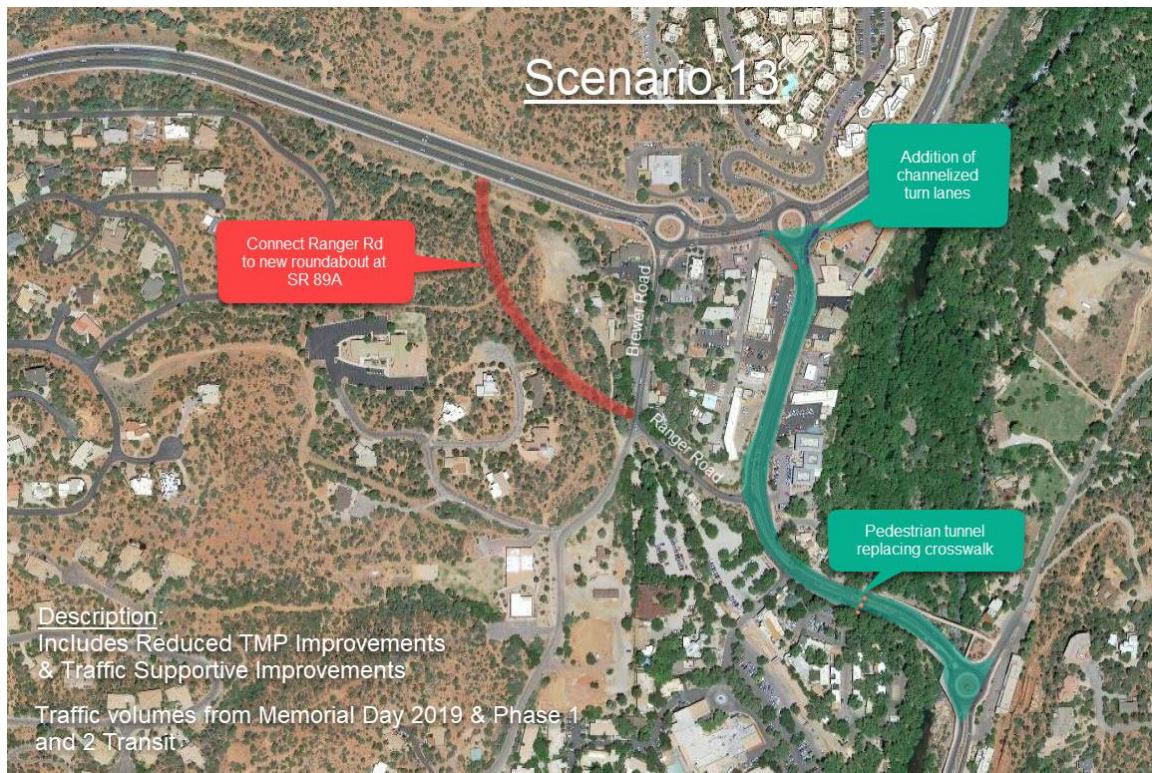 Scenario 13
Addition of
channelized
turn lanes
Connect Ranger Rd
to new roundabout at
SR 89A
Brewer Road
Ranger Road
Pedestrian tunnel
replacing crosswalk
Description:
Includes Reduced TMP Improvements
& Traffic Supportive Improvements
Traffic volumes from Memorial Day 2019 & Phase 1
and 2 Transit